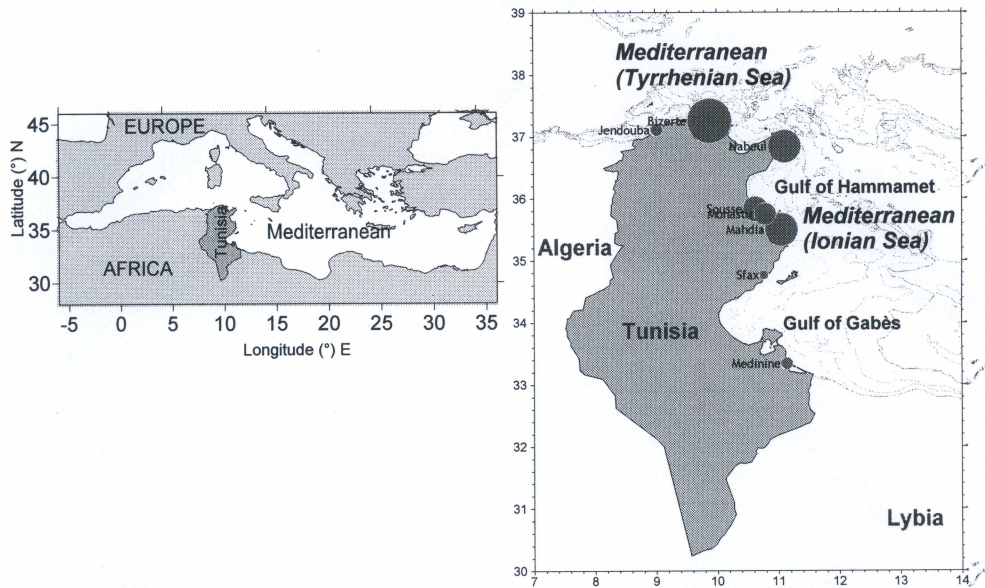 45
40
35
30
Latitude (°) N
EUROPE
Tunisia
Mediterranean
AFRICA
-5 0 5 10 15 20 25 30 35
Longitude (°) E
39
38
37
36
35
34
33
32
31
30
Mediterranean
(Tyrrhenian Sea)
Bizerte
Jendouba
Nabeul
Gulf of Hammamet
Sousse
Monastir
Mahdia
Mediterranean
(Ionian Sea)
Algeria
Sfax
Tunisia
Gulf of Gabès
Medinine
Lybia
7 8 9 10 11 12 13 14